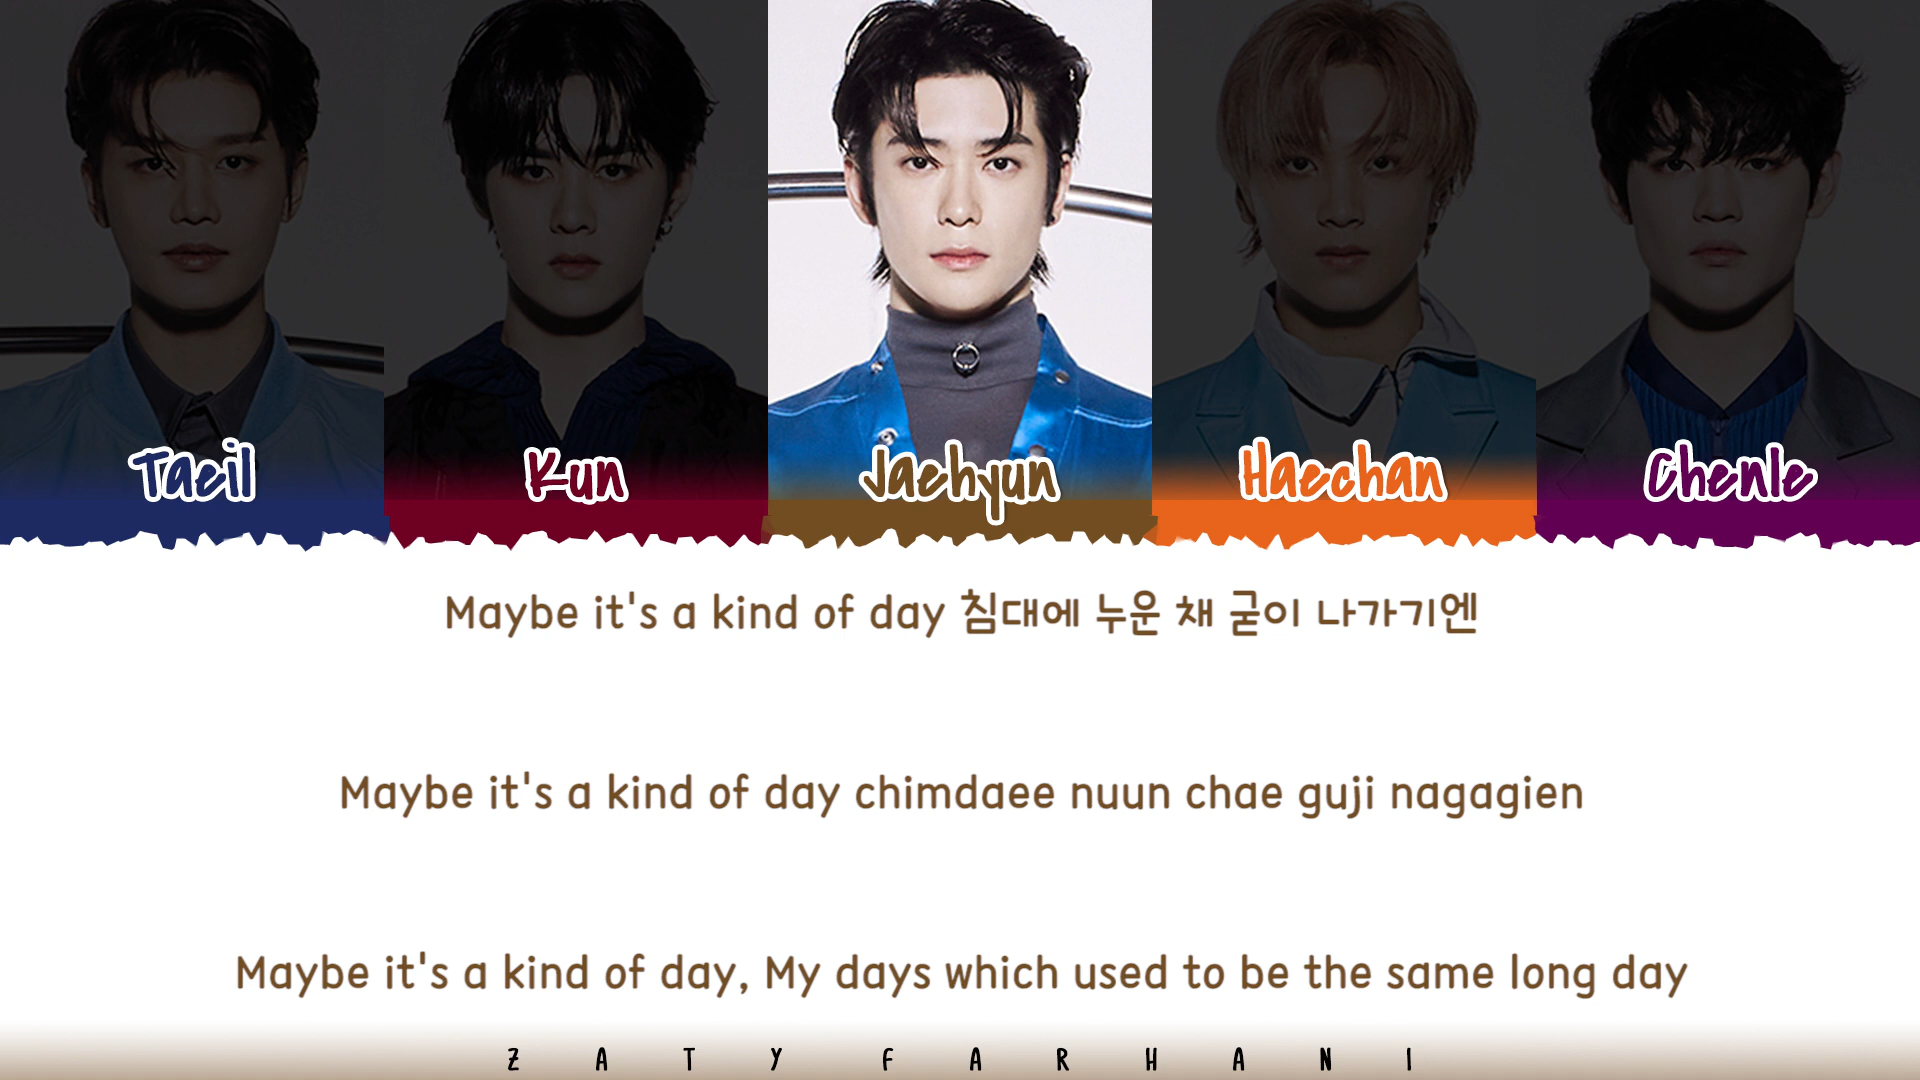 Taeil Kun Jaehyun Haechan Chenle
Maybe it's a kind of day 침대에 누운 채 굳이 나가기엔
Maybe it's a kind of day chimdaee nuun chae guji nagagien
Maybe it's a kind of day, My days which used to be the same long day
ZATY FARHANI